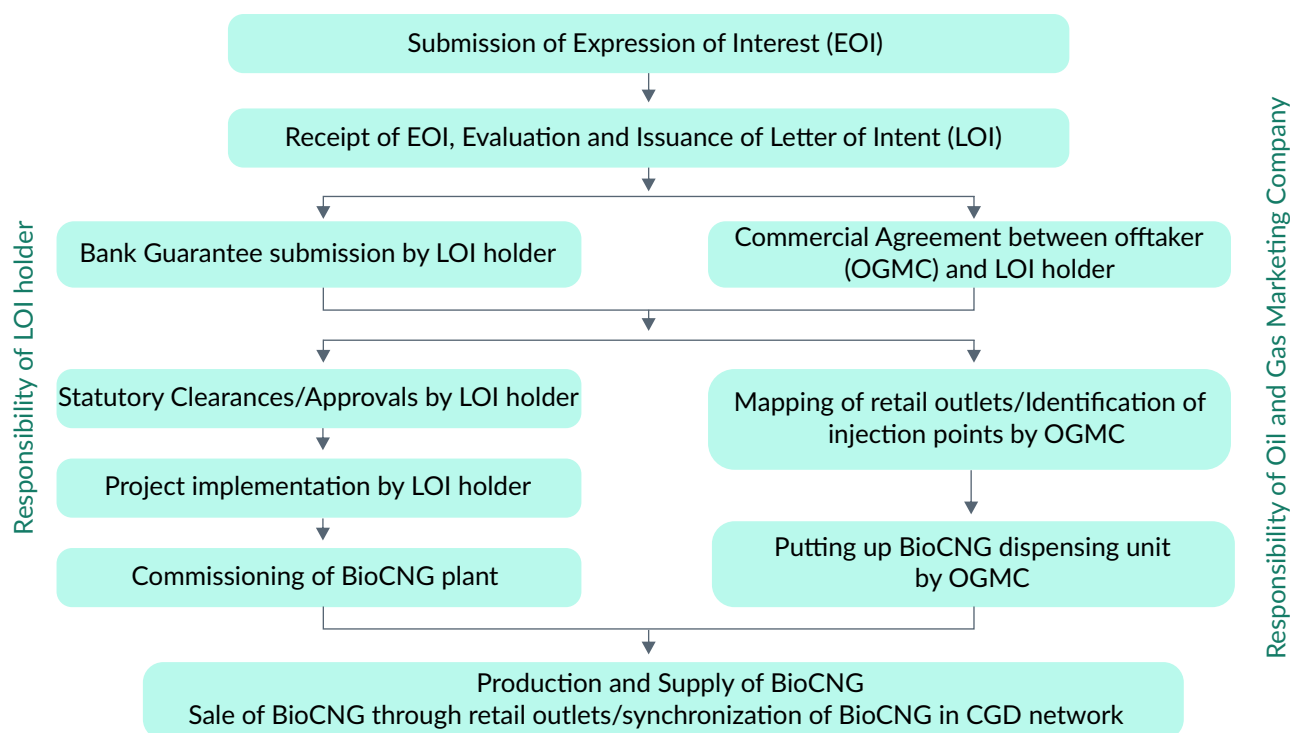 Submission of Expression of Interest (EOI)
Receipt of EOI, Evaluation and Issuance of Letter of Intent (LOI)
Responsibility of LOI holder
Bank Guarantee submission by LOI holder
Commercial Agreement between offtaker
(OGMC) and LOI holder
Statutory Clearances/Approvals by LOI holder
Project implementation by LOI holder
Commissioning of BioCNG plant
Mapping of retail outlets/Identification of
injection points by OGMC
Putting up BioCNG dispensing unit
by OGMC
Responsibility of Oil and Gas Marketing Company
Production and Supply of BioCNG
Sale of BioCNG through retail outlets/synchronization of BioCNG in CGD network